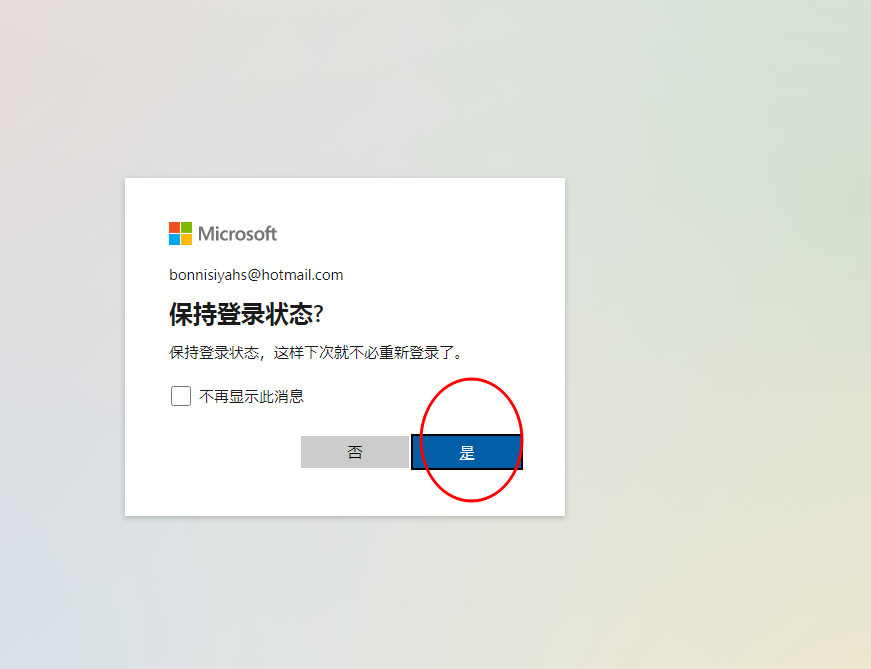 Microsoft
bonnisiyahs@hotmail.com
保持登录状态?
保持登录状态，这样下次就不必重新登录了。
不再显示此消息
否
是